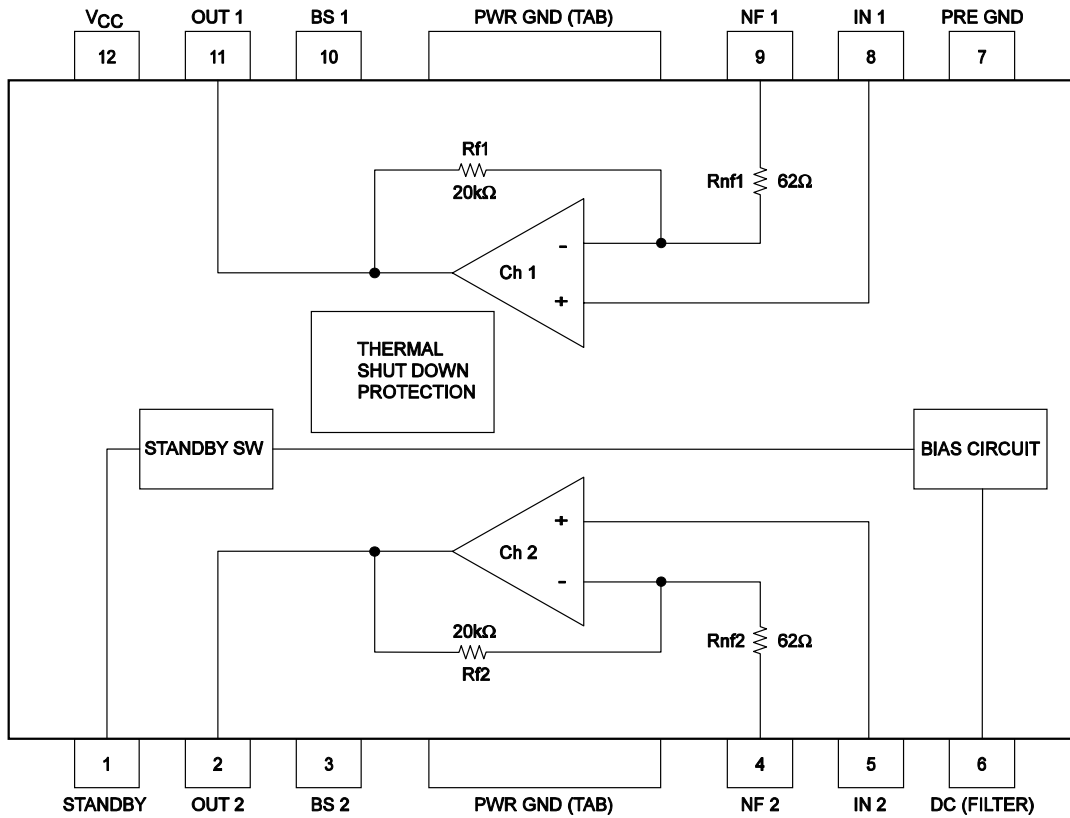 VCC
OUT 1
BS 1
PWR GND (TAB)
NF 1
IN 1
PRE GND
12
11
10
9
8
7
Rf1
20kΩ
Rnf1
62Ω
-
Ch 1
+
THERMAL
SHUT DOWN
PROTECTION
STANDBY SW
BIAS CIRCUIT
+
Ch 2
-
20kΩ
Rf2
Rnf2
62Ω
1
2
3
4
5
6
STANDBY
OUT 2
BS 2
PWR GND (TAB)
NF 2
IN 2
DC (FILTER)